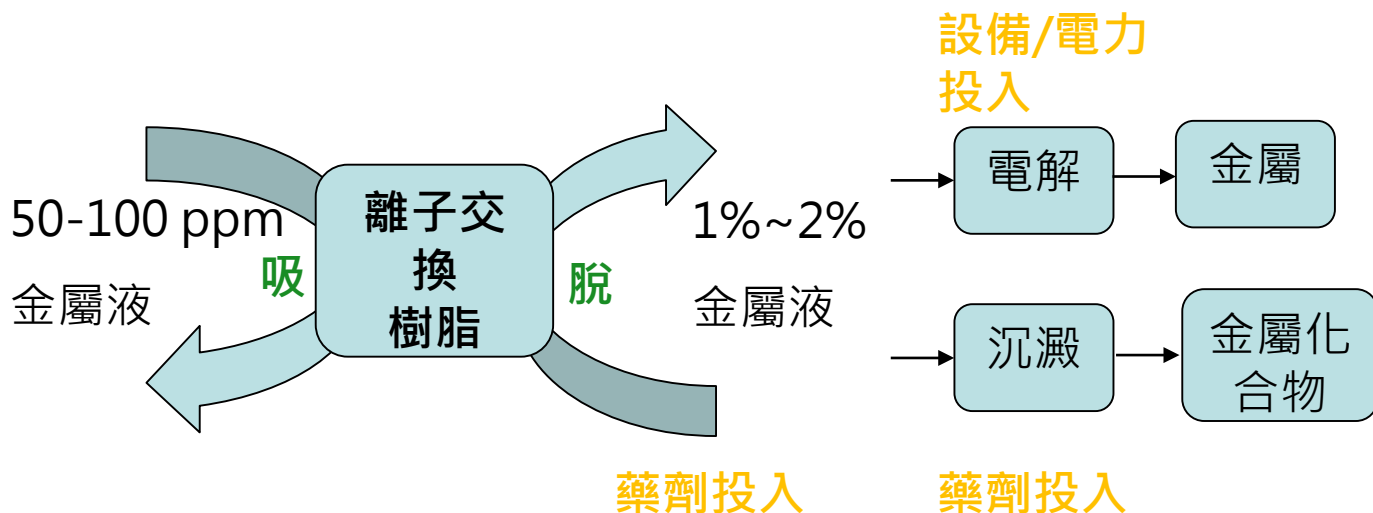 設備/電力
投入
50-100 ppm
金屬液
吸
離子交
換
樹脂
脫
1%~2%
金屬液
電解
金屬
沉澱
金屬化
合物
藥劑投入
藥劑投入